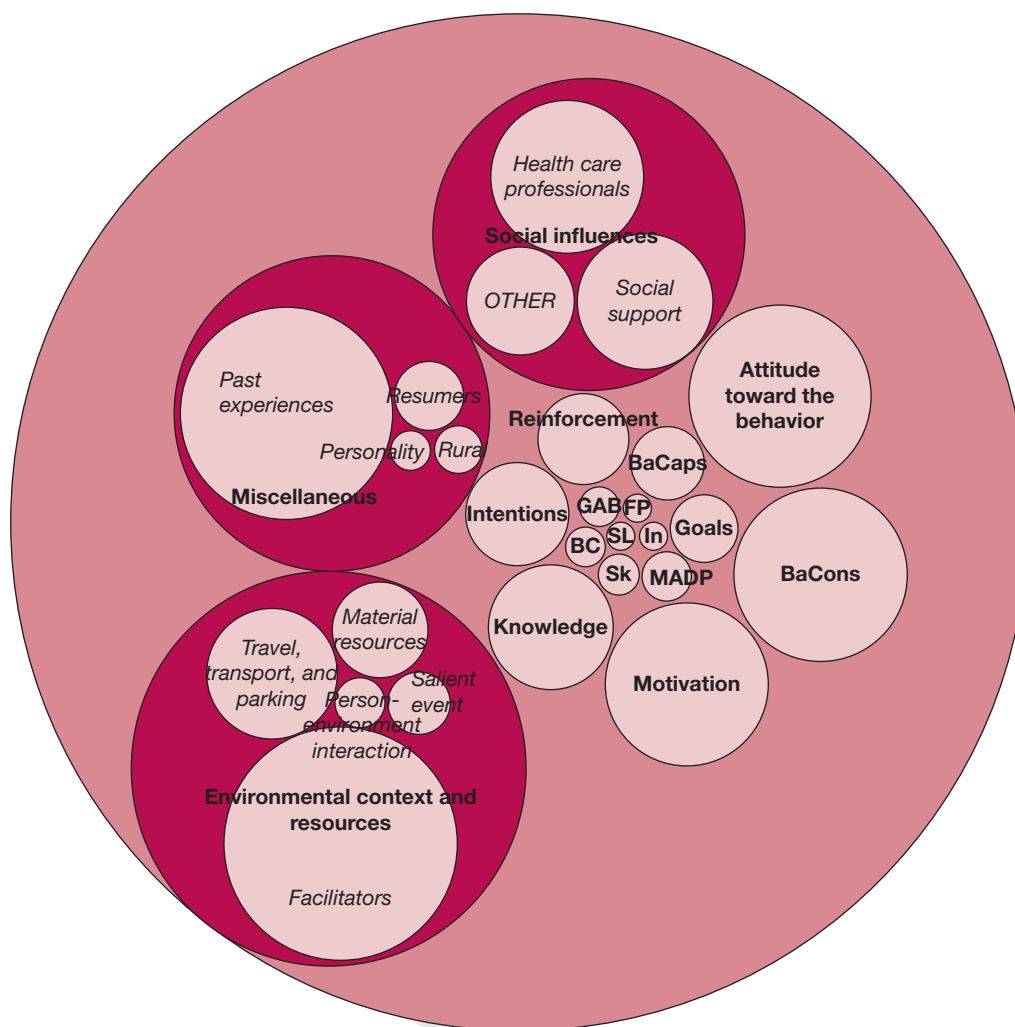 Health care
professionals
Social influences
OTHER
Social
support
Past
experiences
Resumers
Personality
Rural
Miscellaneous
Attitude
toward the
behavior
Reinforcement
BaCaps
Intentions
GAB
FP
Goals
BC
SL
In
Sk
MADP
BaCons
Knowledge
Motivation
Material
resources
Travel,
transport, and
parking
Salient
event
Person-
environment
interaction
Environmental context and
resources
Facilitators